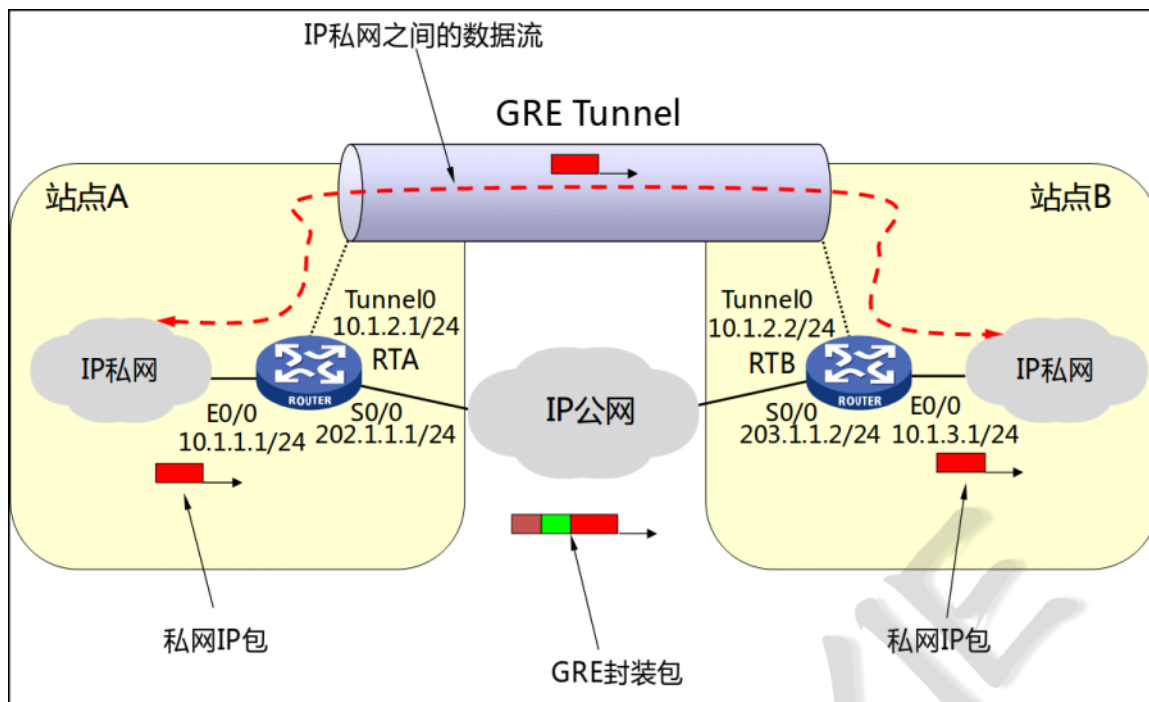 IP私网之间的数据流
GRE Tunnel
站点A
站点B
Tunnel0
10.1.2.1/24
Tunnel0
10.1.2.2/24
IP私网
RTA
ROUTER
E0/0
10.1.1.1/24
S0/0
202.1.1.1/24
IP公网
RTB
ROUTER
IP私网
S0/0
203.1.1.2/24
E0/0
10.1.3.1/24
私网IP包
GRE封装包
私网IP包